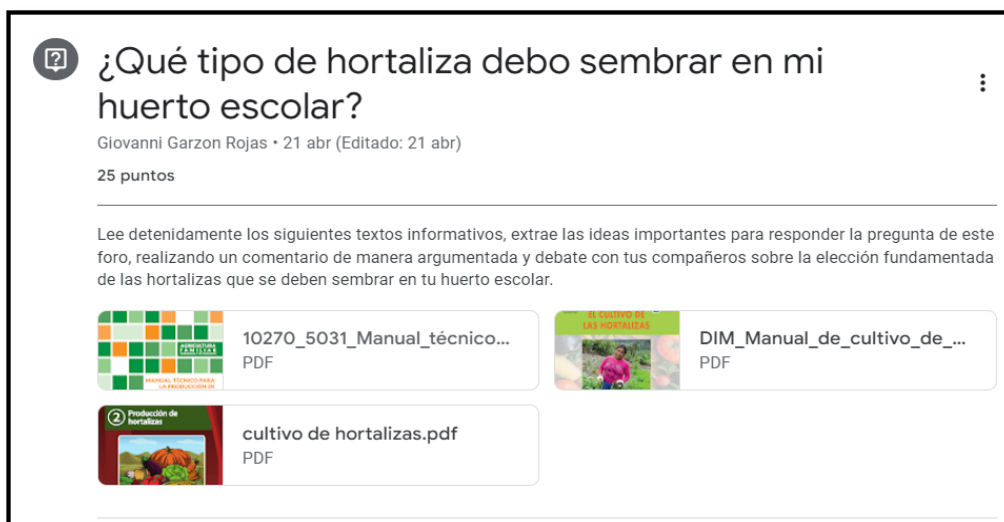 ¿Qué tipo de hortaliza debo sembrar en mi
huerto escolar?
Giovanni Garzon Rojas • 21 abr (Editado: 21 abr)
25 puntos
Lee detenidamente los siguientes textos informativos, extrae las ideas importantes para responder la pregunta de este
foro, realizando un comentario de manera argumentada y debate con tus compañeros sobre la elección fundamentada
de las hortalizas que se deben sembrar en tu huerto escolar.
AGRICULTURA
FAMILIAR
MANUAL TÉCNICO PARA
LA PRODUCCIÓN DE
10270_5031_Manual_técnico...
PDF
EL CULTIVO DE
LAS HORTALIZAS
DIM_Manual_de_cultivo_de_...
PDF
2 Producción de
hortalizas
cultivo de hortalizas.pdf
PDF